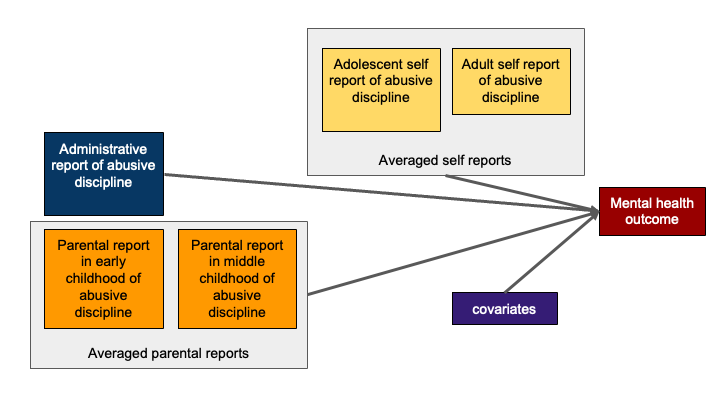 Adolescent self
report of abusive
discipline
Adult self report
of abusive
discipline
Averaged self reports
Administrative
report of abusive
discipline
Mental health
outcome
Parental report
in early
childhood of
abusive
discipline
Parental report
in middle
childhood of
abusive
discipline
Averaged parental reports
covariates